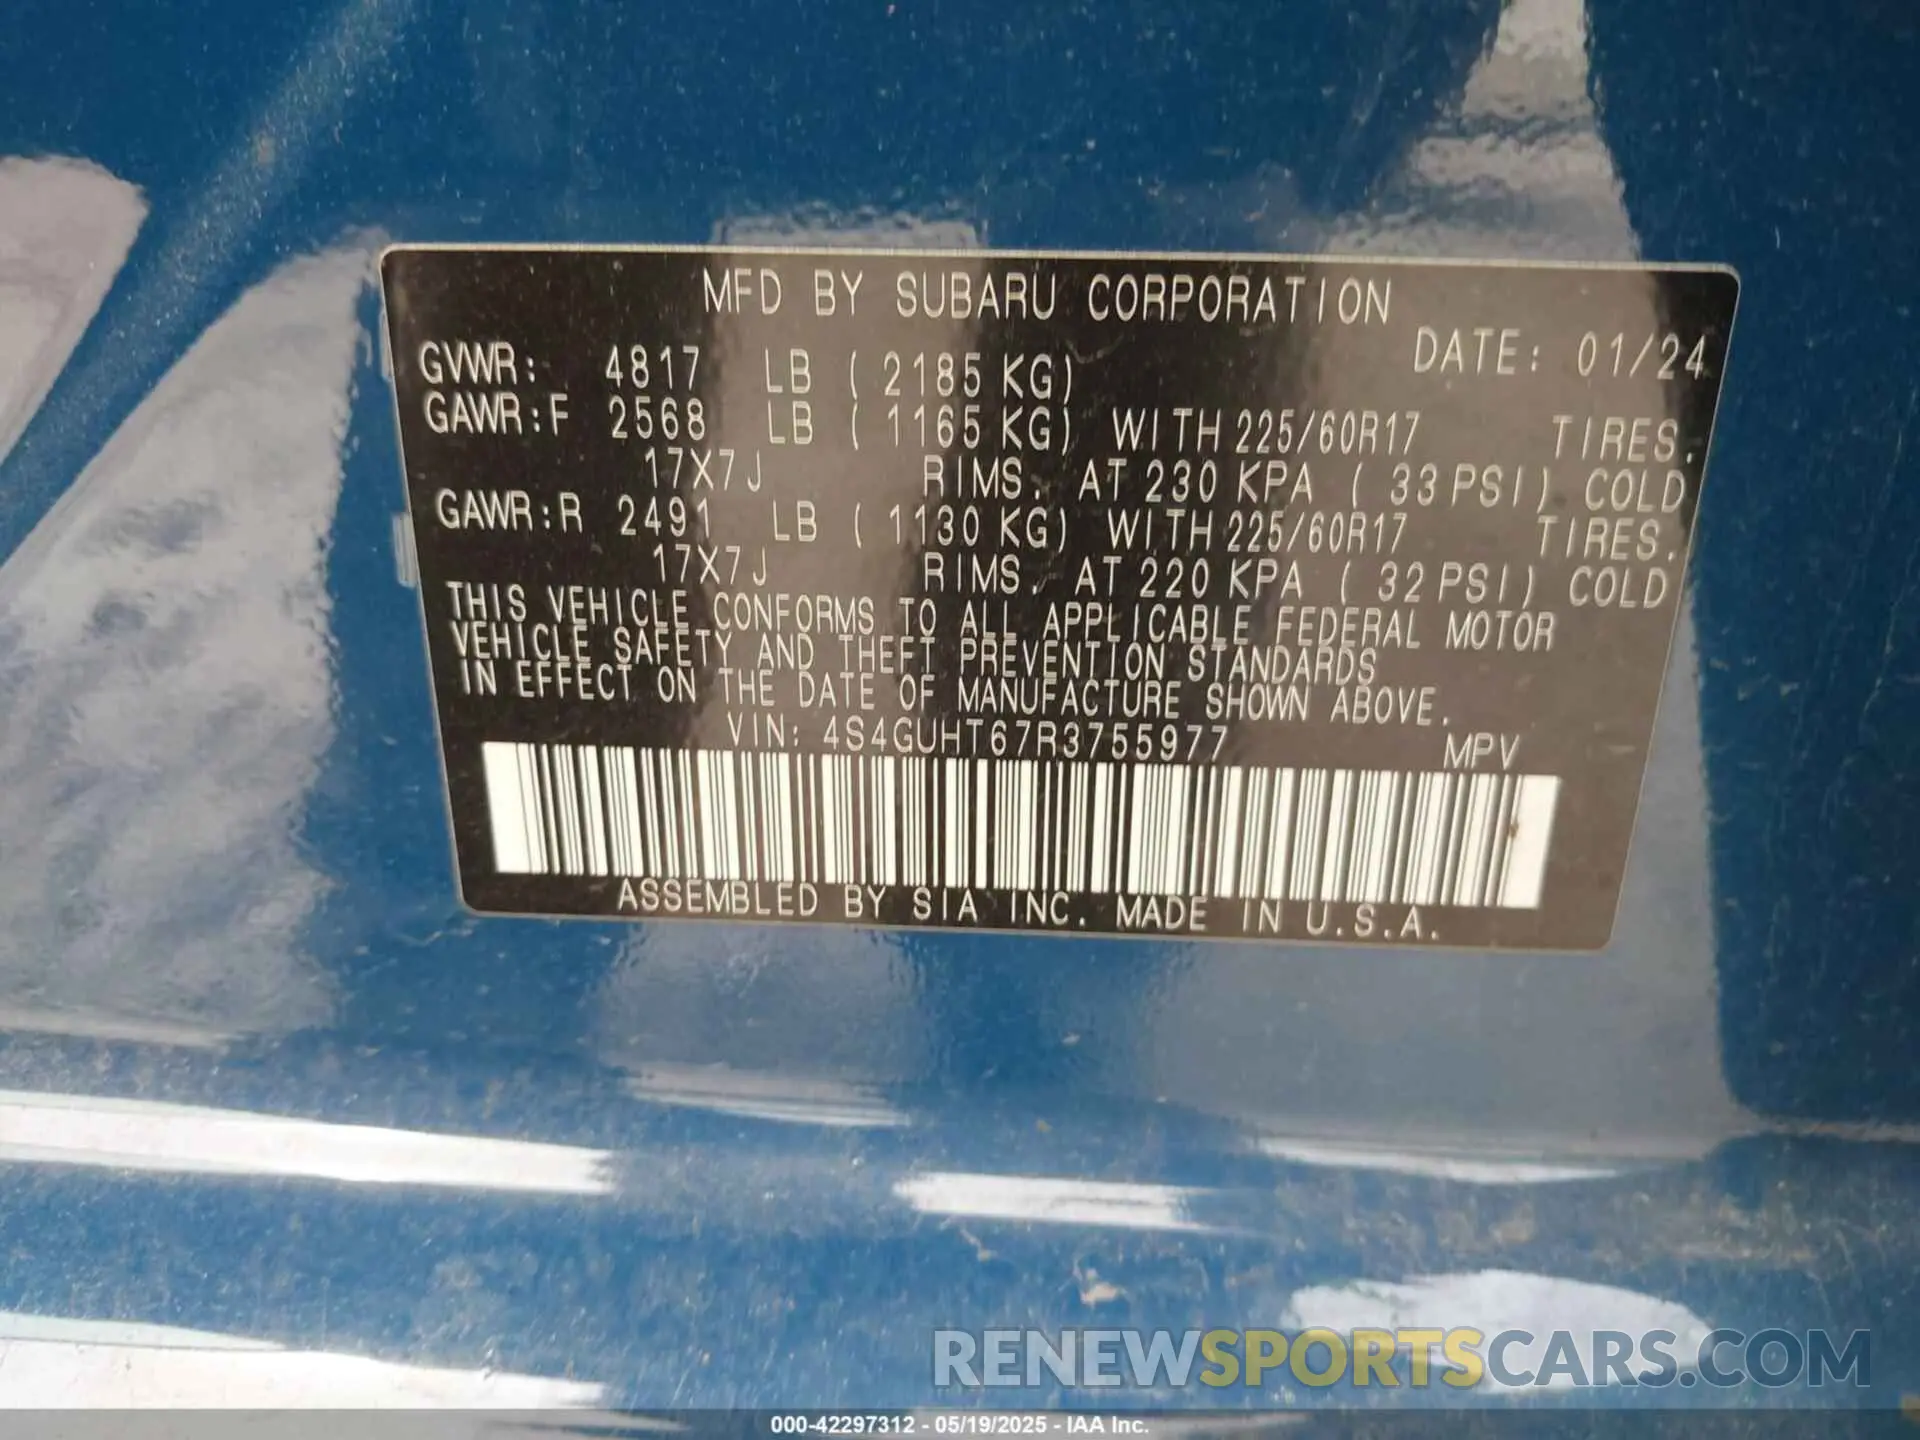 MFD BY SUBARU CORPORATION
DATE: 01/24
GVWR: 4817 LB ( 2185 KG)
GAWR:F 2568 LB ( 1165 KG) WITH 225/60R17 TIRES.
17X7J RIMS. AT 230 KPA ( 33 PSI) COLD
GAWR:R 2491 LB ( 1130 KG) WITH 225/60R17 TIRES.
17X7J RIMS. AT 220 KPA ( 32 PSI) COLD
THIS VEHICLE CONFORMS TO ALL APPLICABLE FEDERAL MOTOR
VEHICLE SAFETY AND THEFT PREVENTION STANDARDS
IN EFFECT ON THE DATE OF MANUFACTURE SHOWN ABOVE.
VIN: 4S4GUHT67R3755977 MPV
ASSEMBLED BY SIA INC. MADE IN U.S.A.
RENEWSPORTSCARS.COM
000-42297312 - 05/19/2025 - IAA Inc.